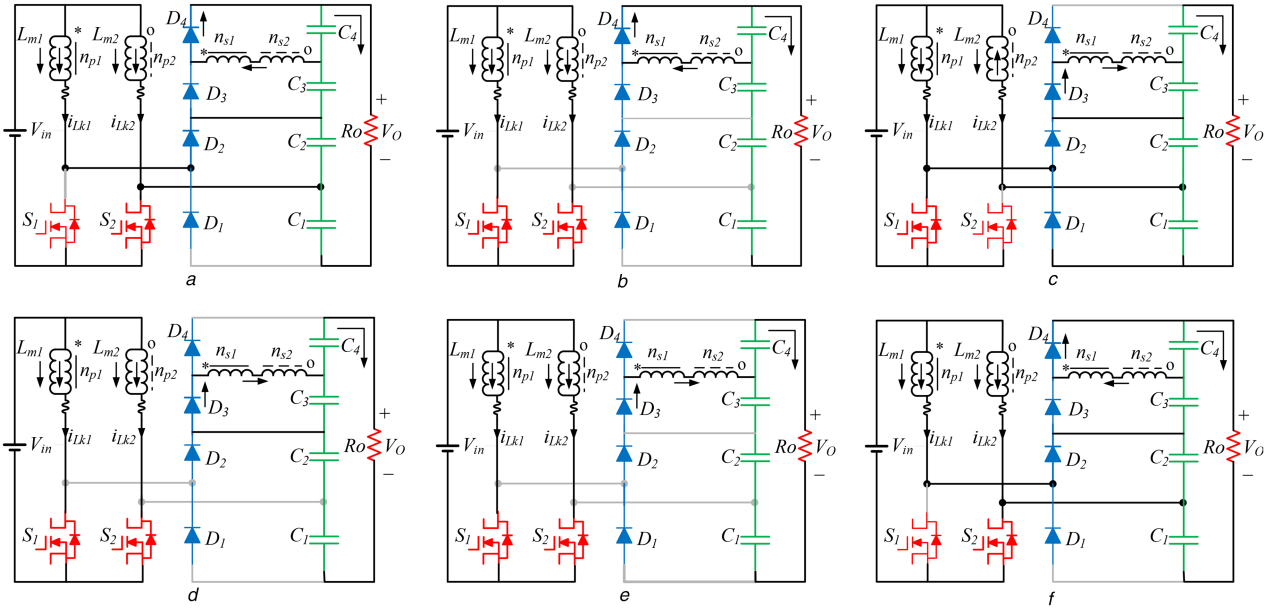 D4 C4
Lm1 * np1 Lm2 o np2 * ns1 ns2 o
C3
D3
+
Vin iLk1 iLk2 D2 C2 Ro VO
−
S1 S2 D1 C1
a
D4 C4
Lm1 * np1 Lm2 o np2 * ns1 ns2 o
C3
D3
+
Vin iLk1 iLk2 D2 C2 Ro VO
−
S1 S2 D1 C1
b
D4 C4
Lm1 * np1 Lm2 o np2 * ns1 ns2 o
C3
D3
+
Vin iLk1 iLk2 D2 C2 Ro VO
−
S1 S2 D1 C1
c
D4 C4
Lm1 * np1 Lm2 o np2 * ns1 ns2 o
C3
D3
+
Vin iLk1 iLk2 D2 C2 Ro VO
−
S1 S2 D1 C1
d
D4 C4
Lm1 * np1 Lm2 o np2 * ns1 ns2 o
C3
D3
+
Vin iLk1 iLk2 D2 C2 Ro VO
−
S1 S2 D1 C1
e
D4 C4
Lm1 * np1 Lm2 o np2 * ns1 ns2 o
C3
D3
+
Vin iLk1 iLk2 D2 C2 Ro VO
−
S1 S2 D1 C1
f